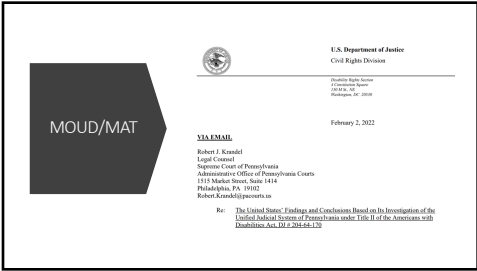 MOUD/MAT
U.S. Department of Justice
Civil Rights Division
Disability Rights Section
4 Constitution Square
150 M St., NE
Washington, DC 20530
February 2, 2022
VIA EMAIL
Robert J. Krandel
Legal Counsel
Supreme Court of Pennsylvania
Administrative Office of Pennsylvania Courts
1515 Market Street, Suite 1414
Philadelphia, PA 19102
Robert.Krandel@pacourts.us
Re: The United States' Findings and Conclusions Based on Its Investigation of the
Unified Judicial System of Pennsylvania under Title II of the Americans with
Disabilities Act, DJ # 204-64-170